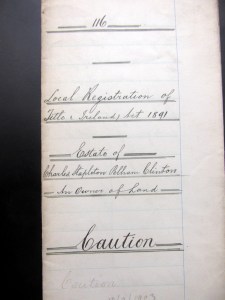 116
Local Registration of
Title (Ireland) Act 1891
Estate of
Charles Stapleton Pelham Clinton
An Owner of Land
Caution
Caution